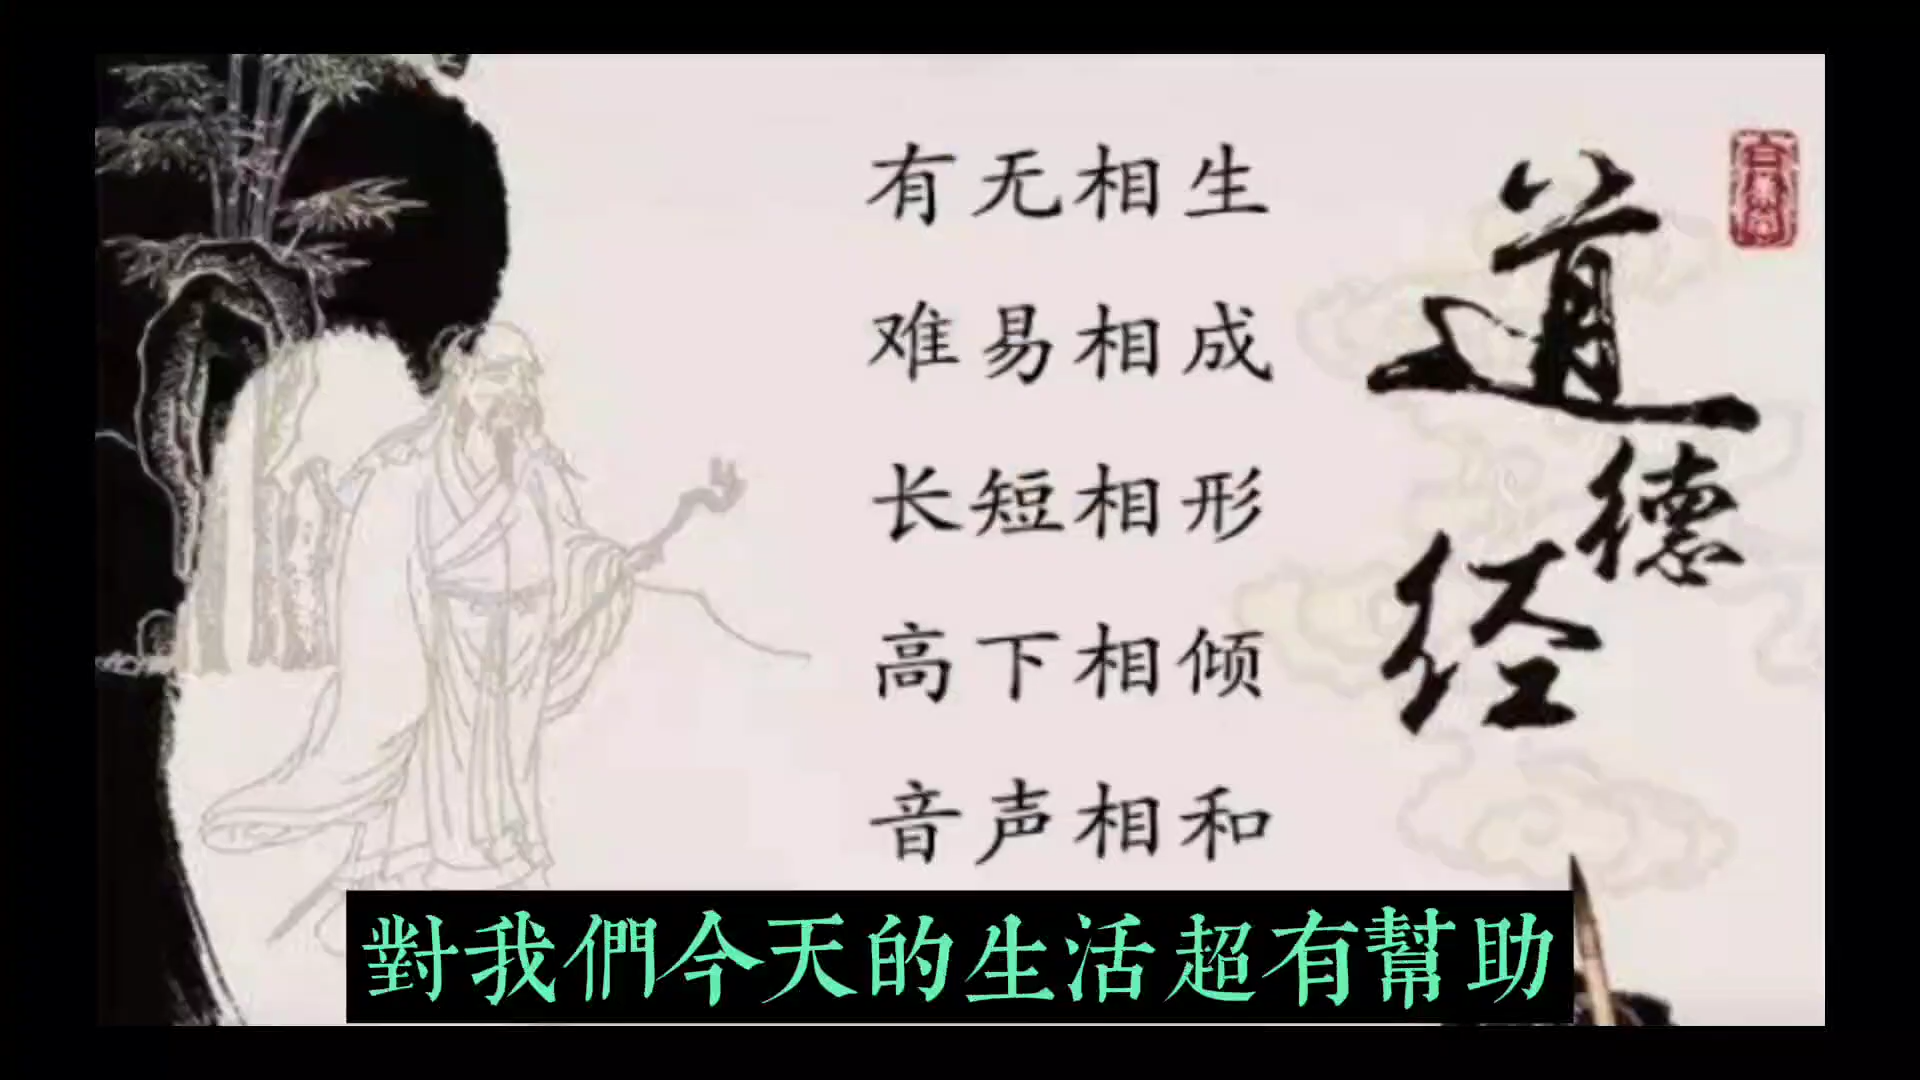 道德经
有无相生
难易相成
长短相形
高下相倾
音声相和
對我們今天的生活超有幫助